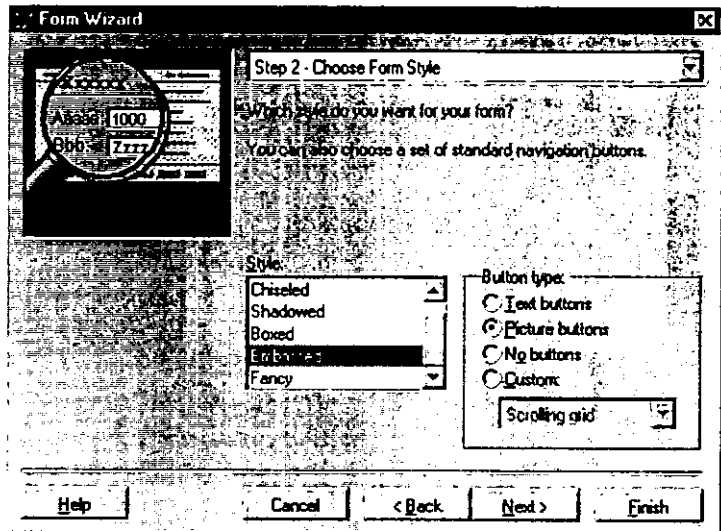 Form Wizard
Step 2 - Choose Form Style
Aaaaa 1000
Bbb Zzzz
Which style do you want for your form?
You can also choose a set of standard navigation buttons.
Style:
Chiseled
Shadowed
Boxed
Embossed
Fancy
Button type:
Text buttons
Picture buttons
No buttons
Custom:
Scrolling grid
Help
Cancel
< Back
Next >
Finish